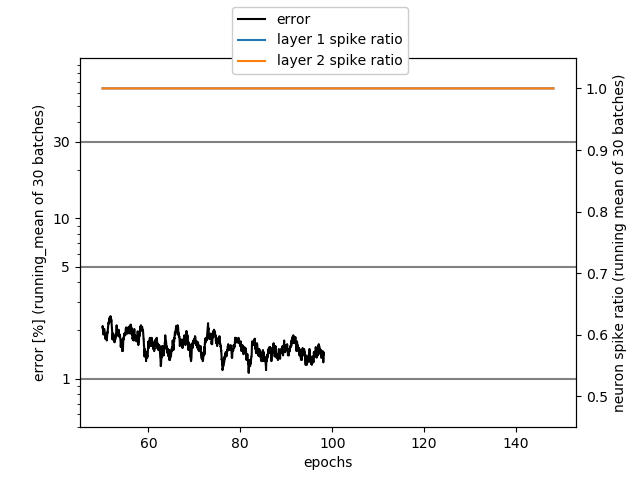 error
layer 1 spike ratio
layer 2 spike ratio
error [%] (running_mean of 30 batches)
30
10
5
1
1.0
0.9
0.8
0.7
0.6
0.5
neuron spike ratio (running mean of 30 batches)
60 80 100 120 140
epochs